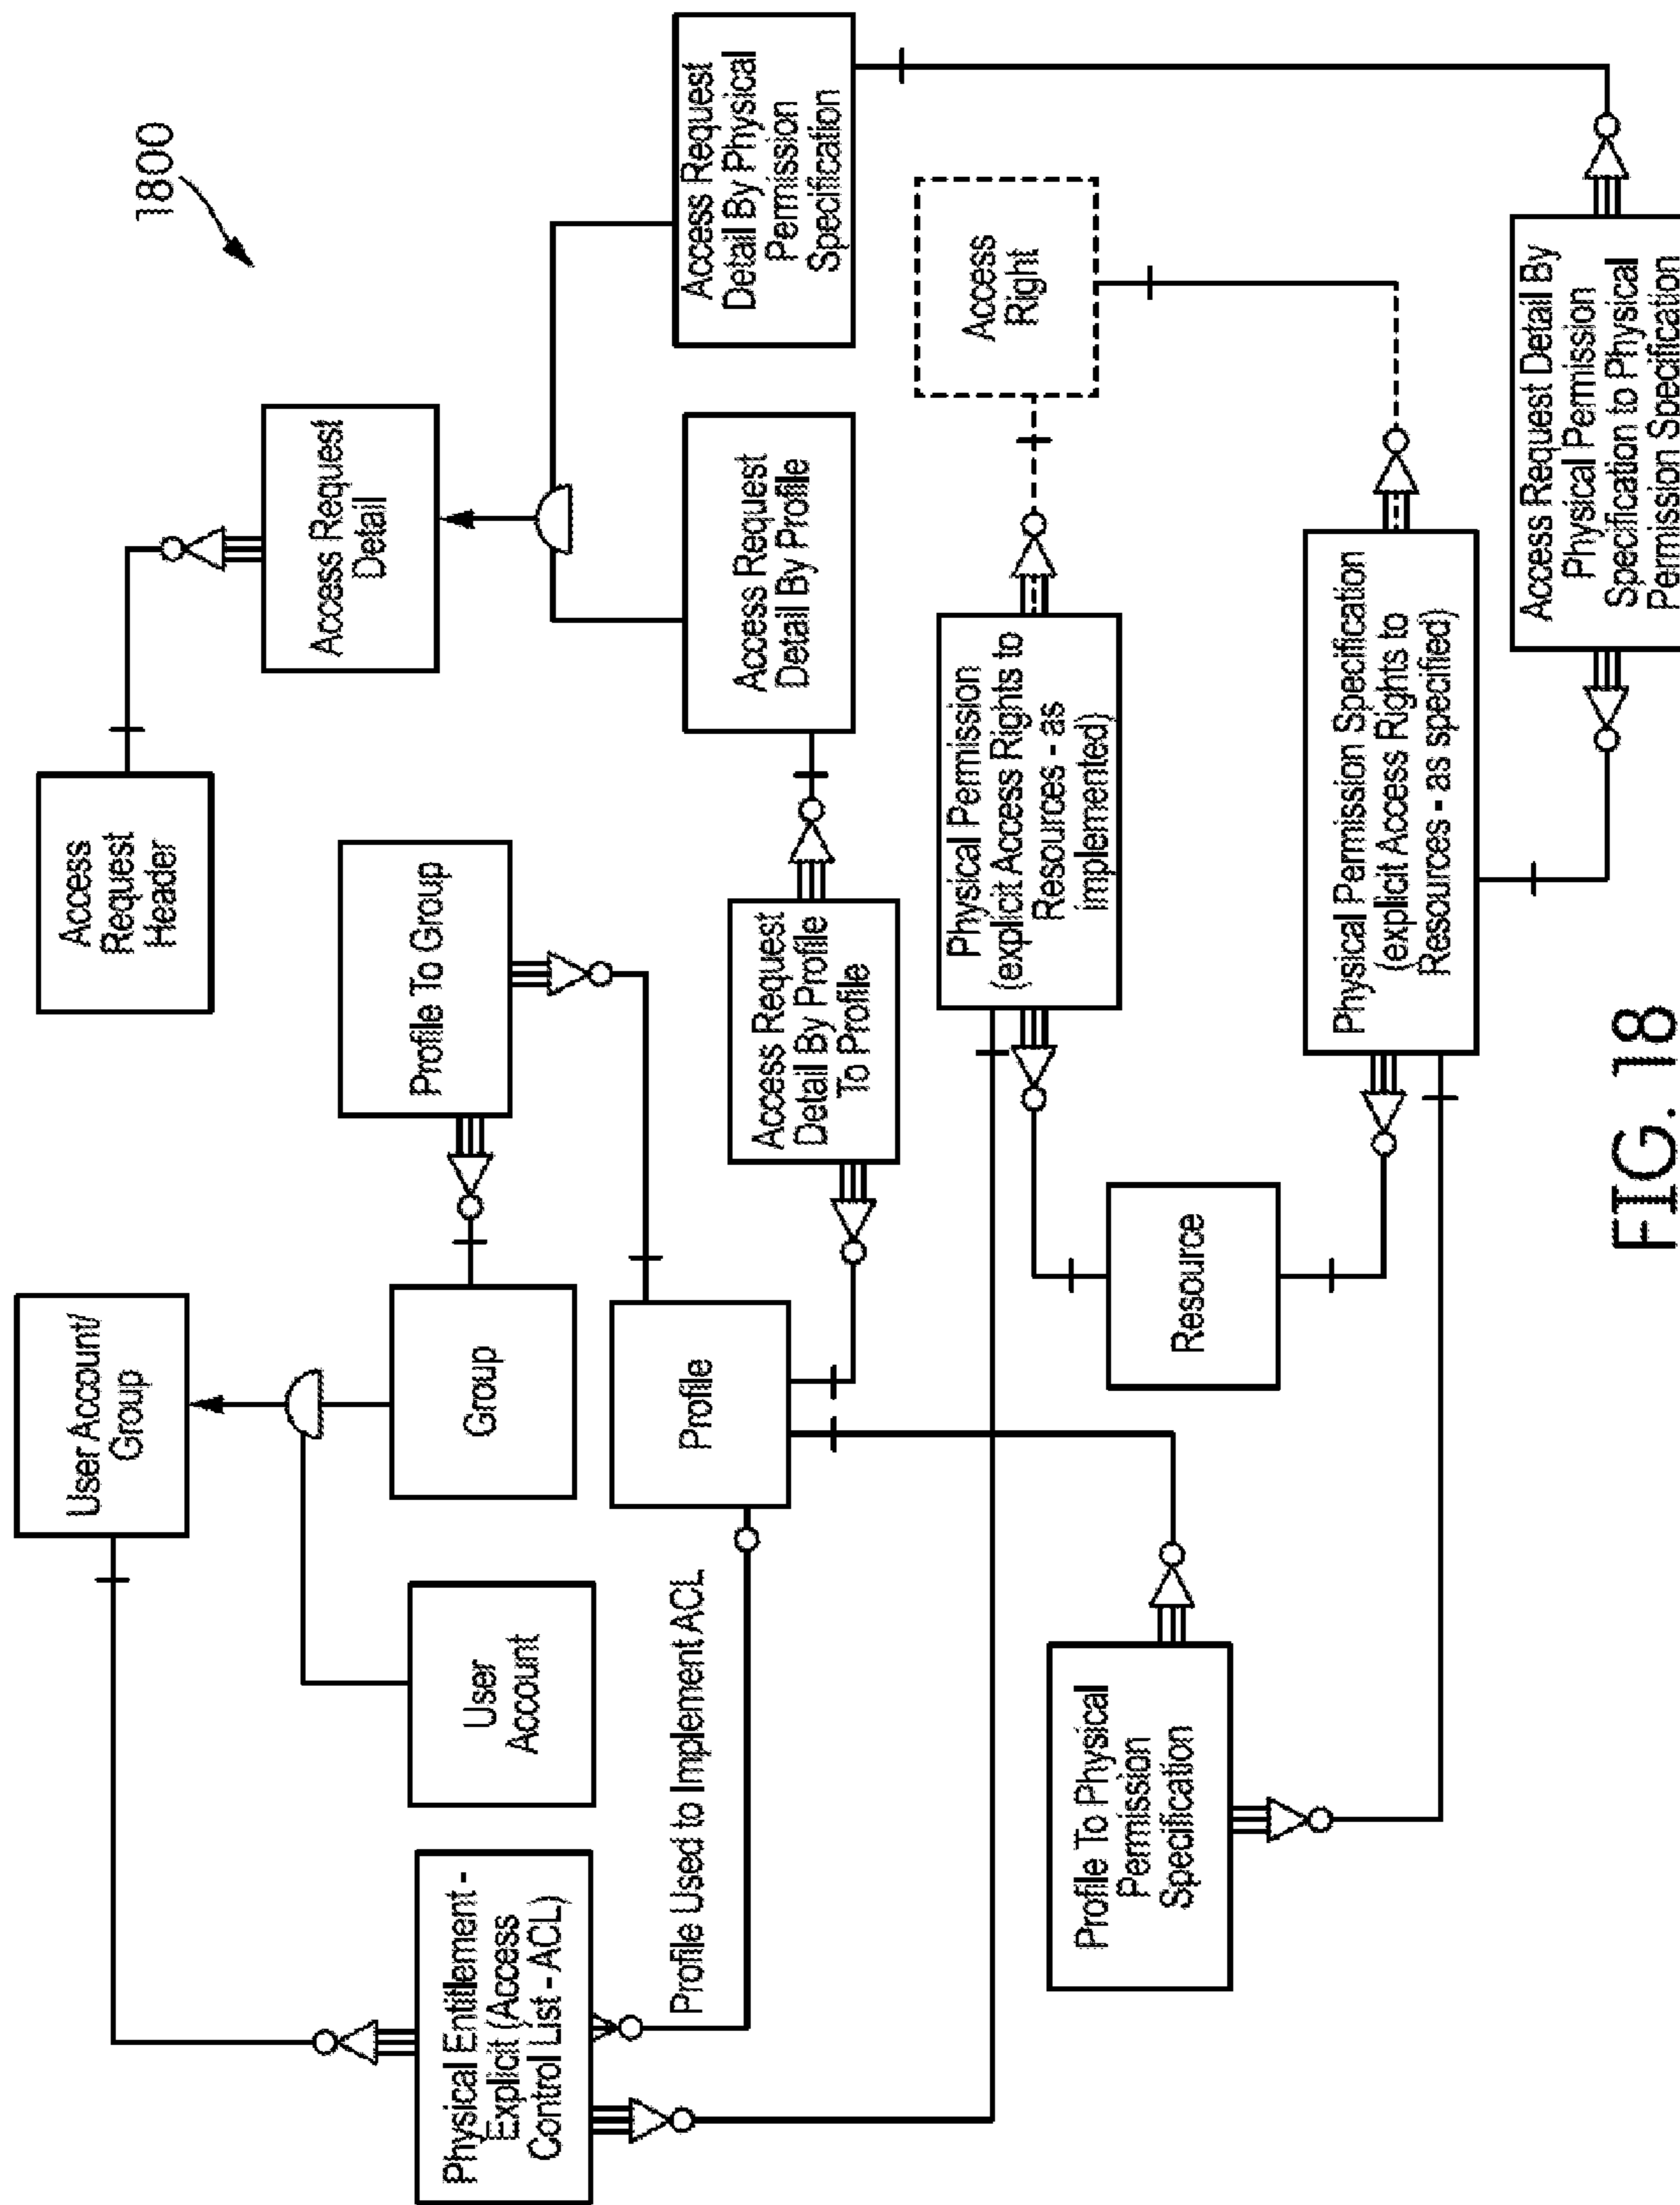 1800
User Account/
Group
Access
Request
Header
Access Request
Detail
Physical Entitlement -
Explicit (Access
Control List - ACL)
User
Account
Group
Profile To Group
Profile Used to Implement ACL
Profile
Access Request
Detail By Profile
To Profile
Access Request
Detail By Profile
Access Request
Detail By Physical
Permission
Specification
Physical Permission
(explicit Access Rights to
Resources - as
implemented)
Access
Right
Profile To Physical
Permission
Specification
Resource
Physical Permission Specification
(explicit Access Rights to
Resources - as specified)
Access Request Detail By
Physical Permission
Specification to Physical
Permission Specification
FIG. 18